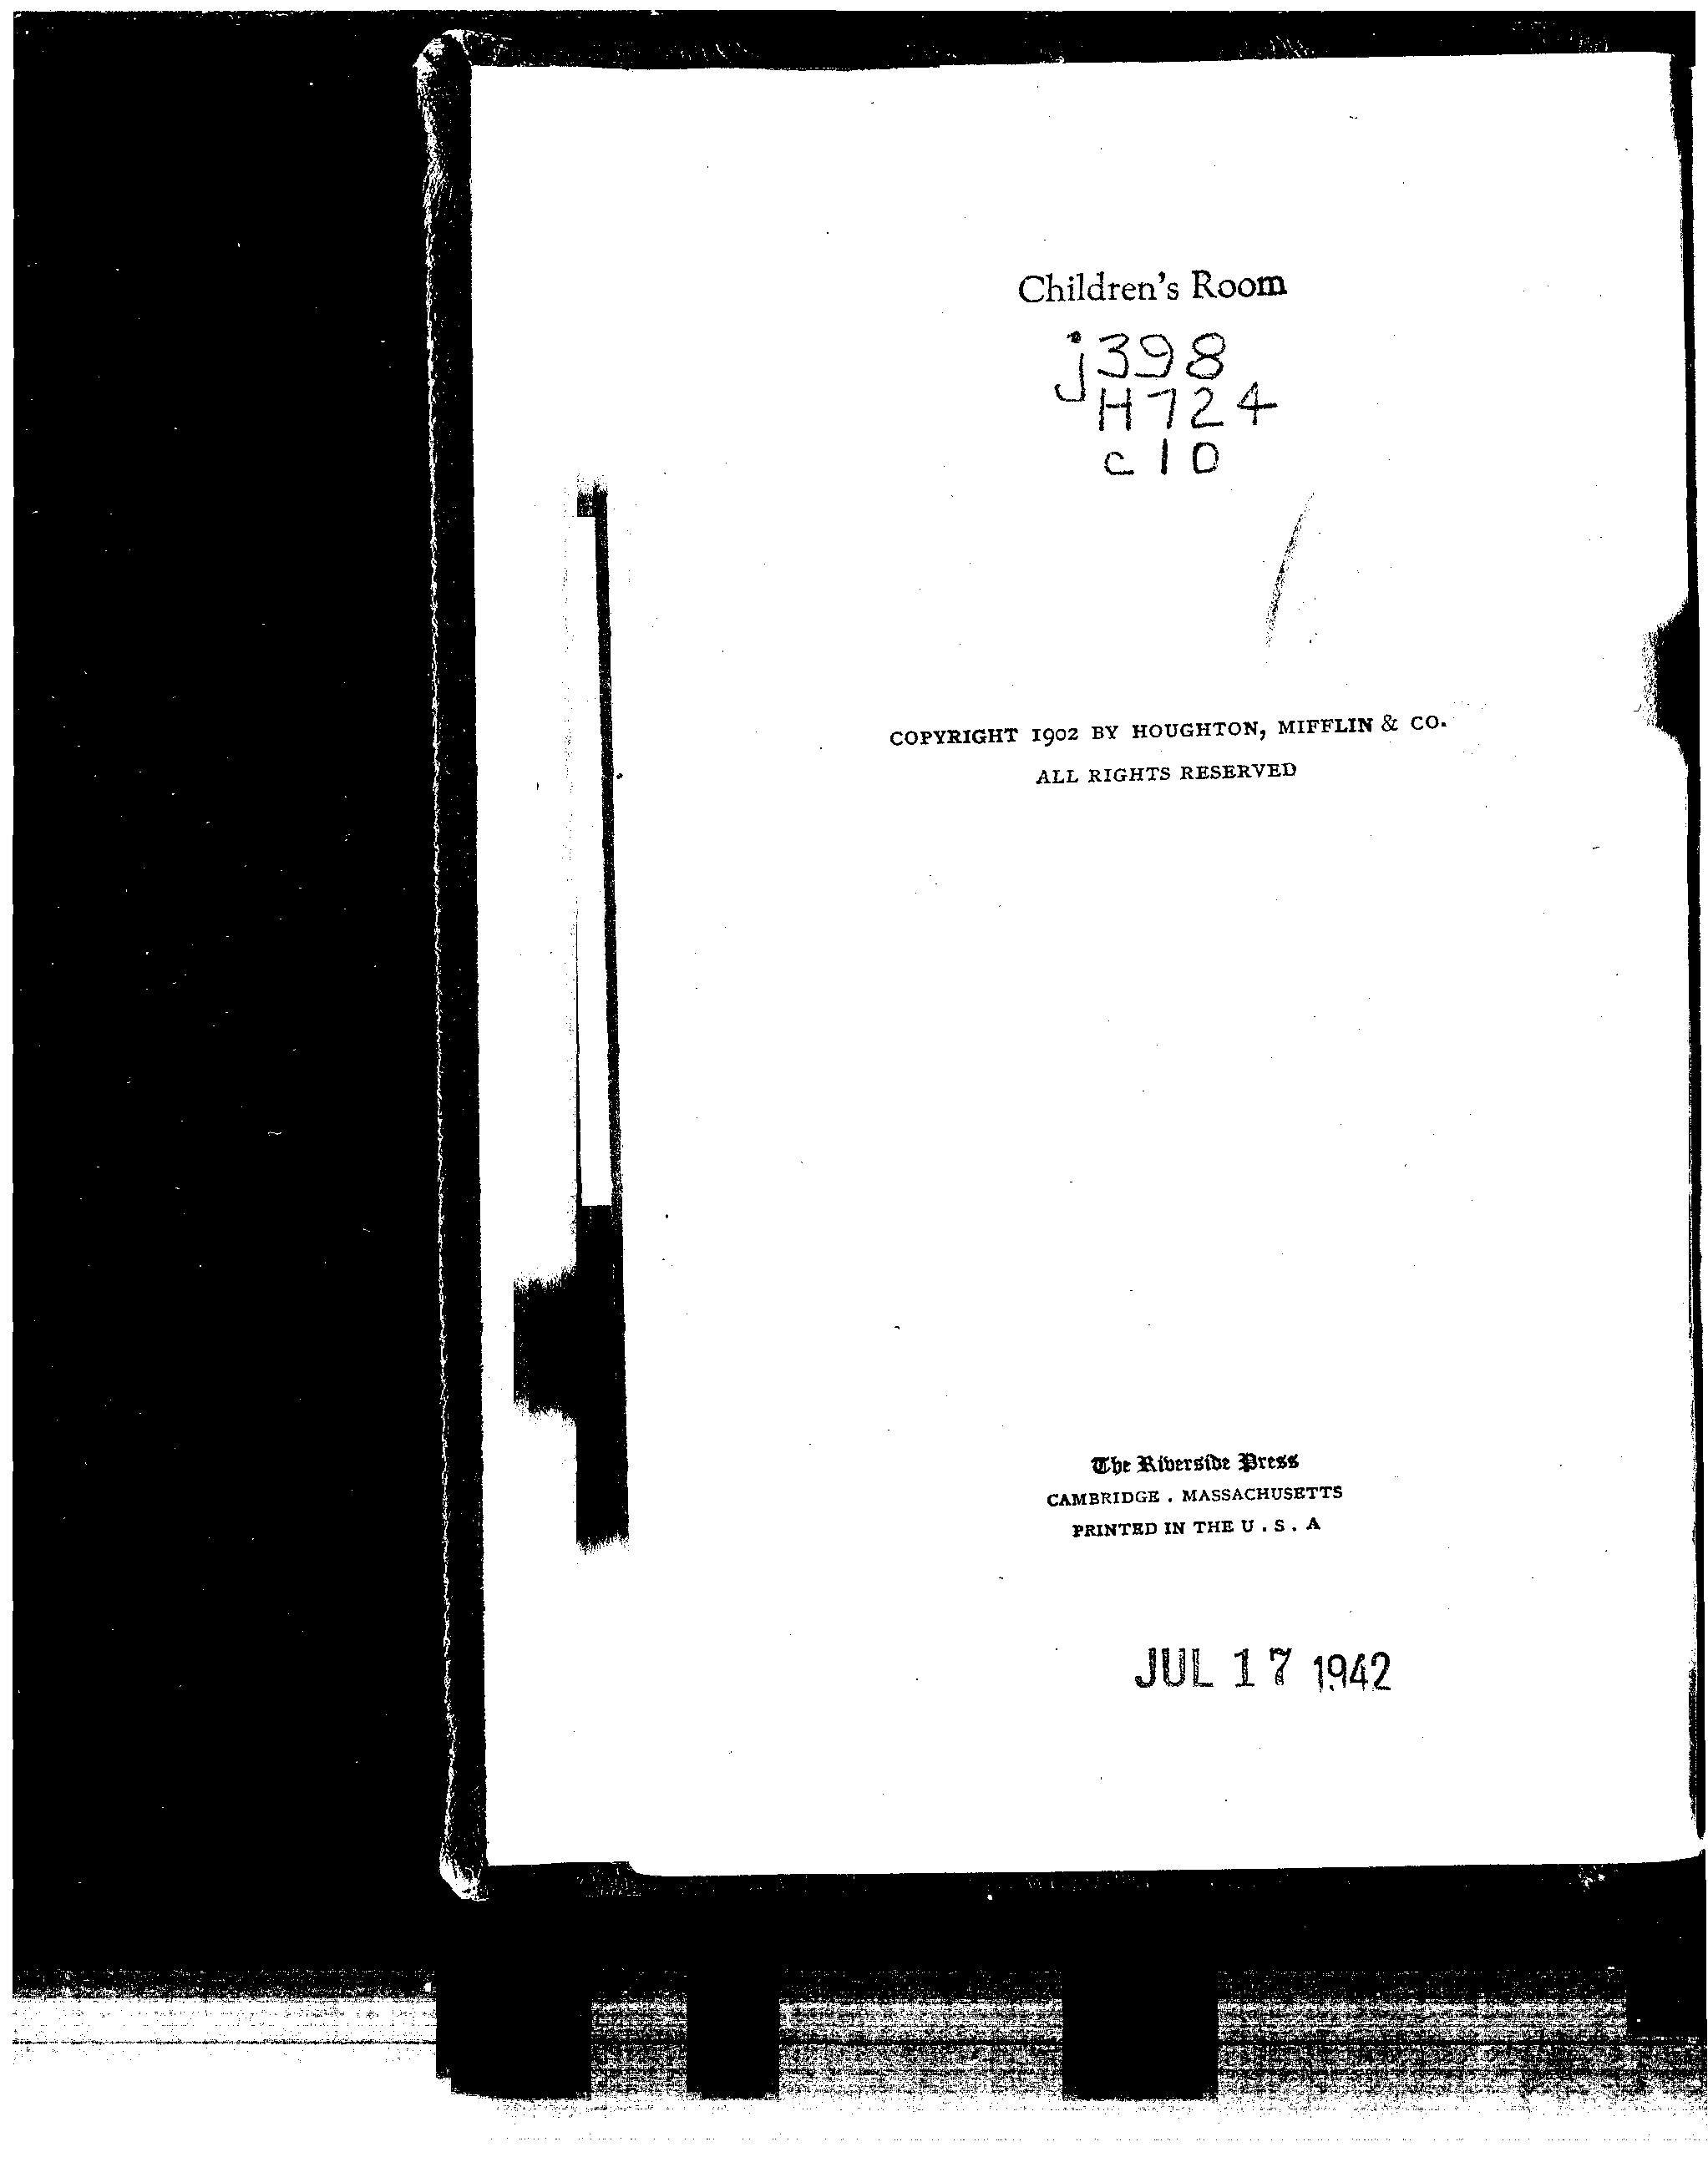 Children's Room
j398
H724
c10
COPYRIGHT 1902 BY HOUGHTON, MIFFLIN & CO.
ALL RIGHTS RESERVED
The Riverside Press
CAMBRIDGE . MASSACHUSETTS
PRINTED IN THE U . S . A
JUL 17 1942